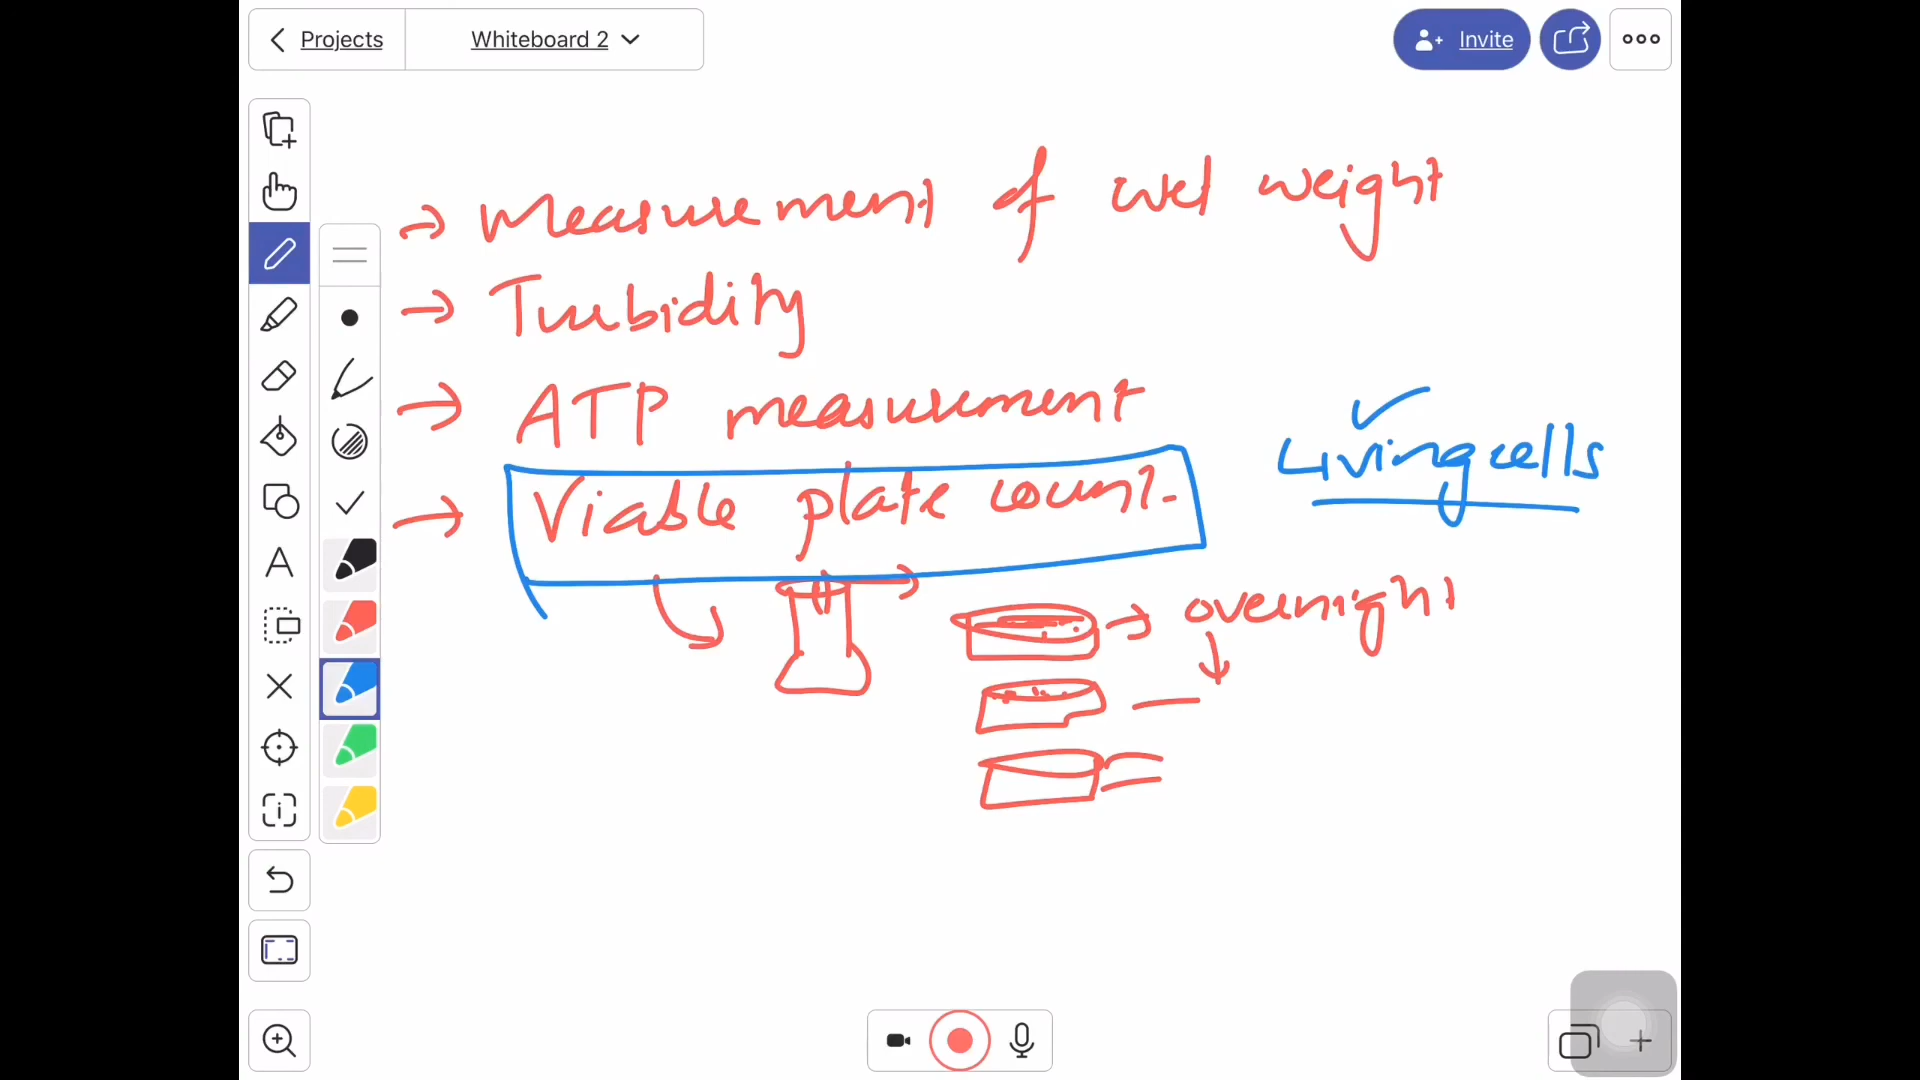 Projects
Whiteboard 2
Invite
→ Measurement of wet weight
→ Turbidity
→ ATP measurement
Living cells
→ Viable plate count.
→ overnight
A